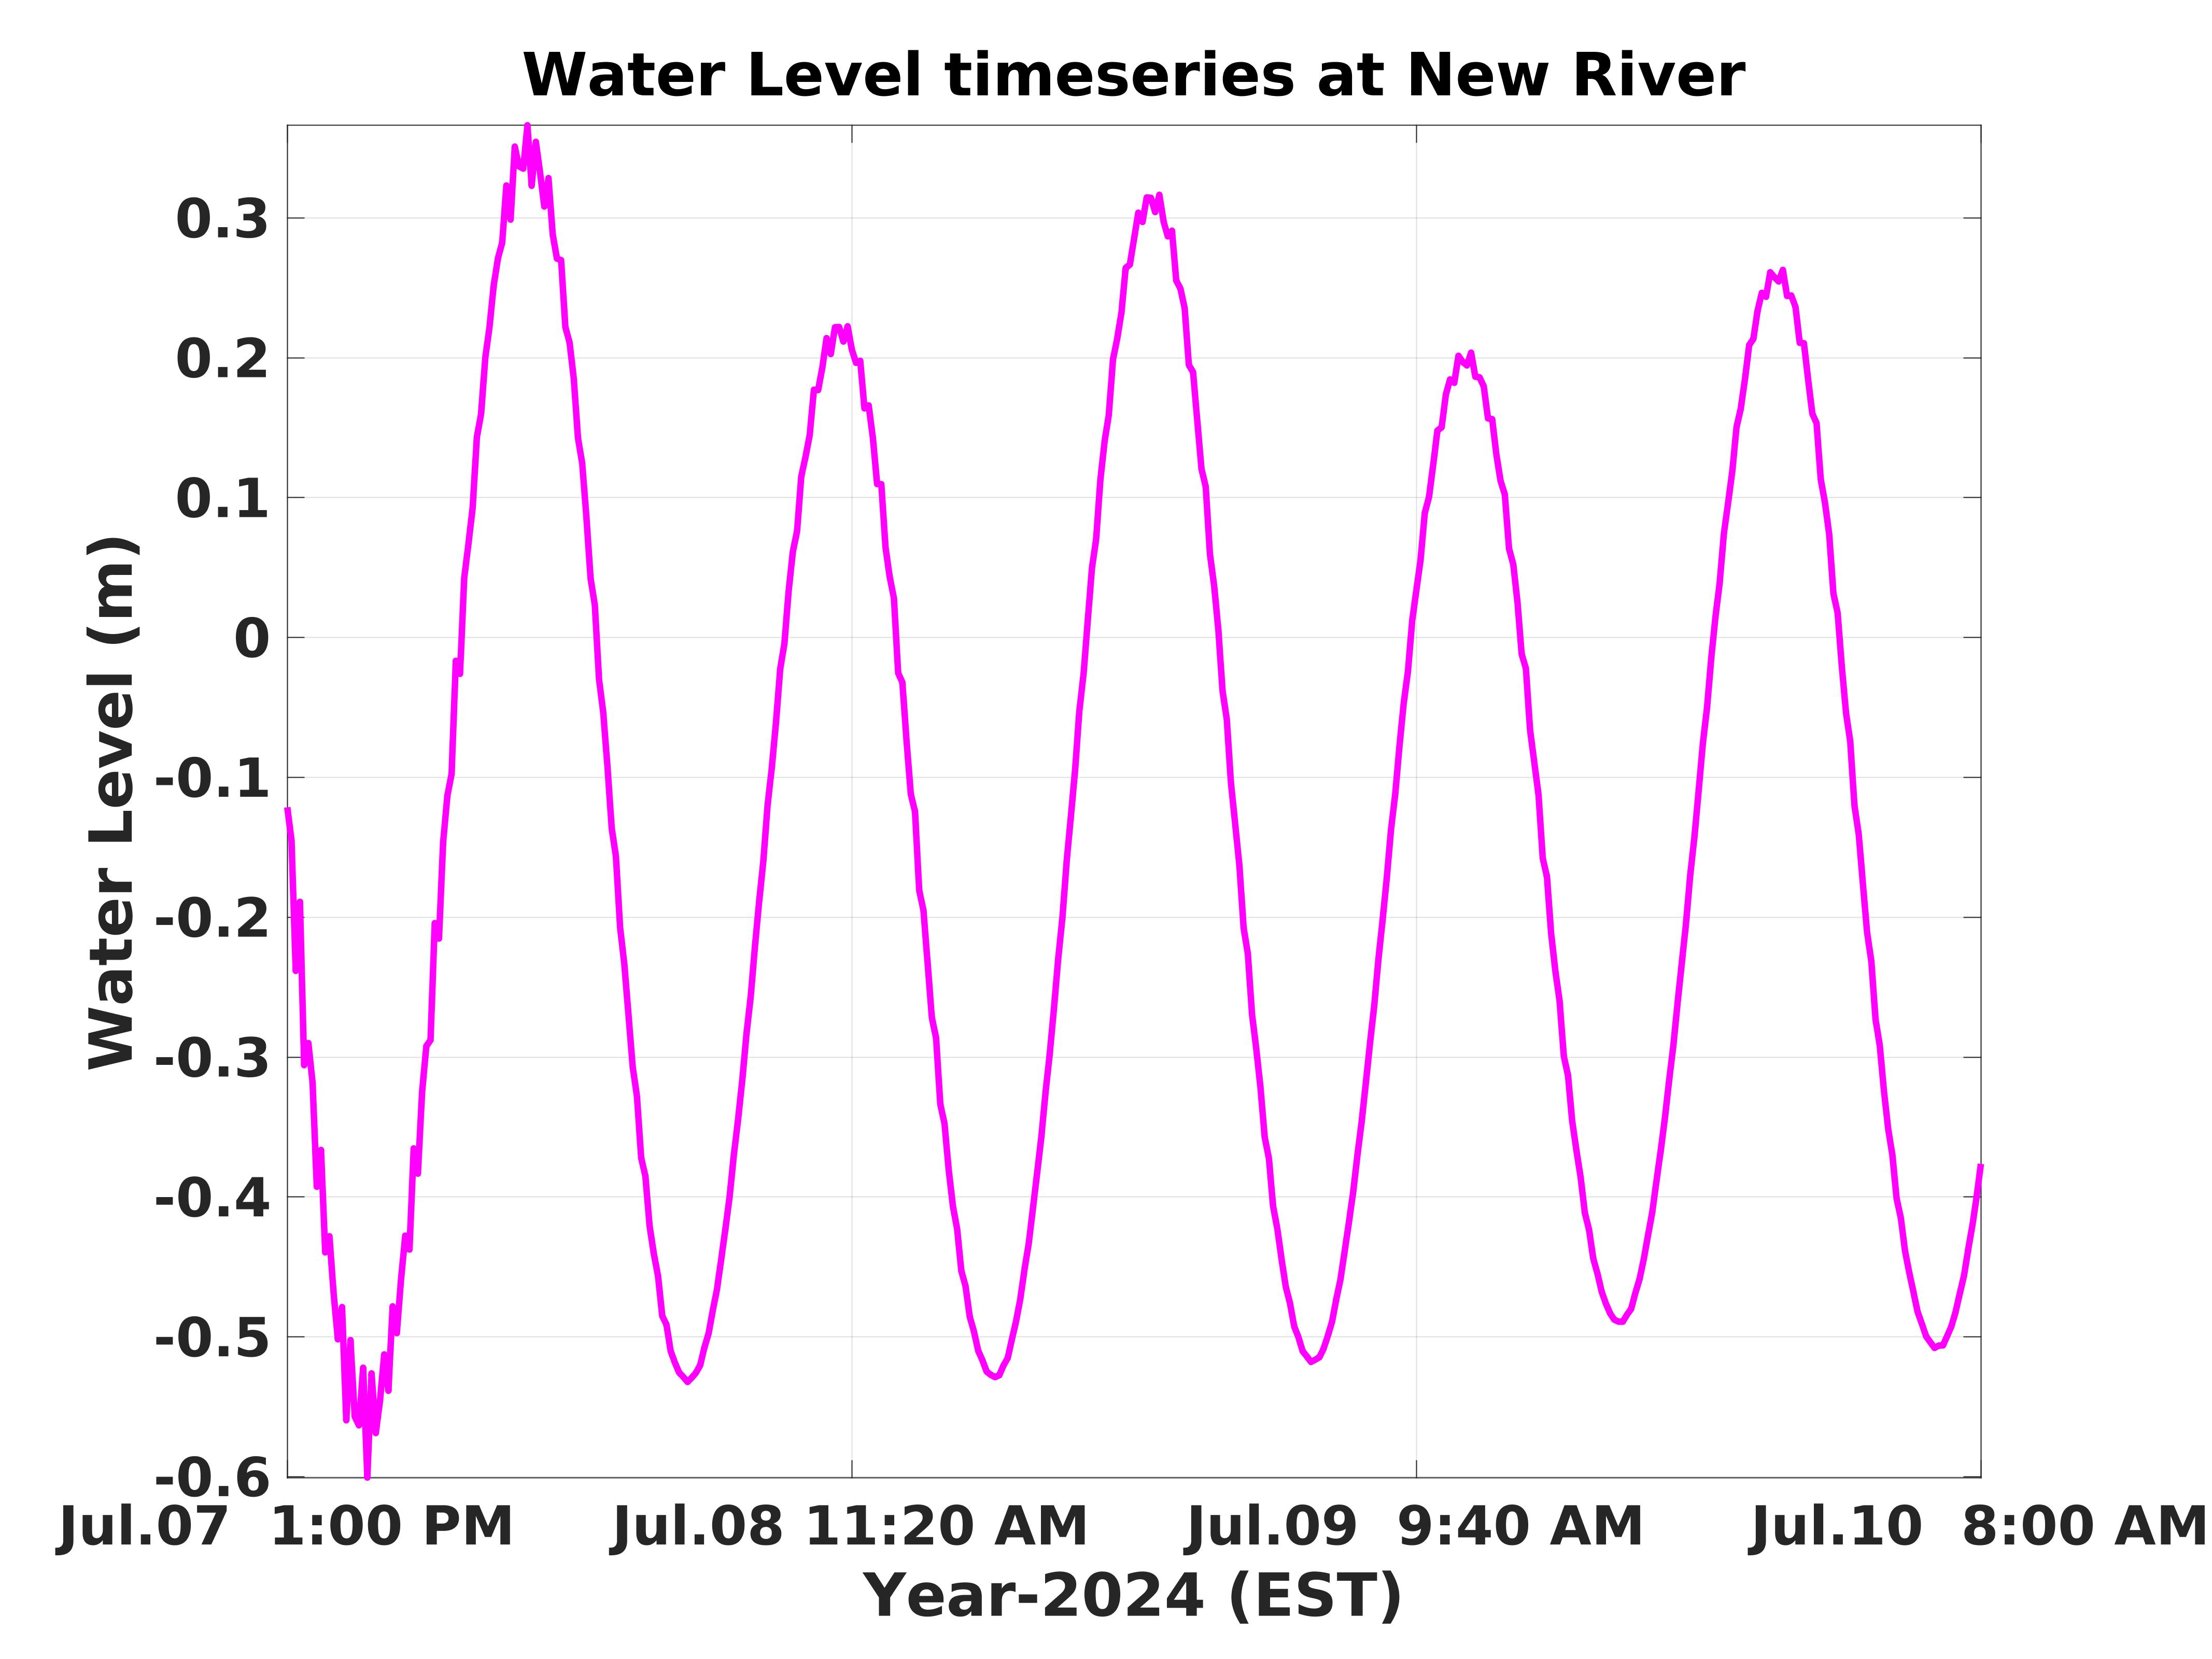 Water Level timeseries at New River
Water Level (m)
0.3
0.2
0.1
0
-0.1
-0.2
-0.3
-0.4
-0.5
-0.6
Jul.07 1:00 PM
Jul.08 11:20 AM
Jul.09 9:40 AM
Jul.10 8:00 AM
Year-2024 (EST)